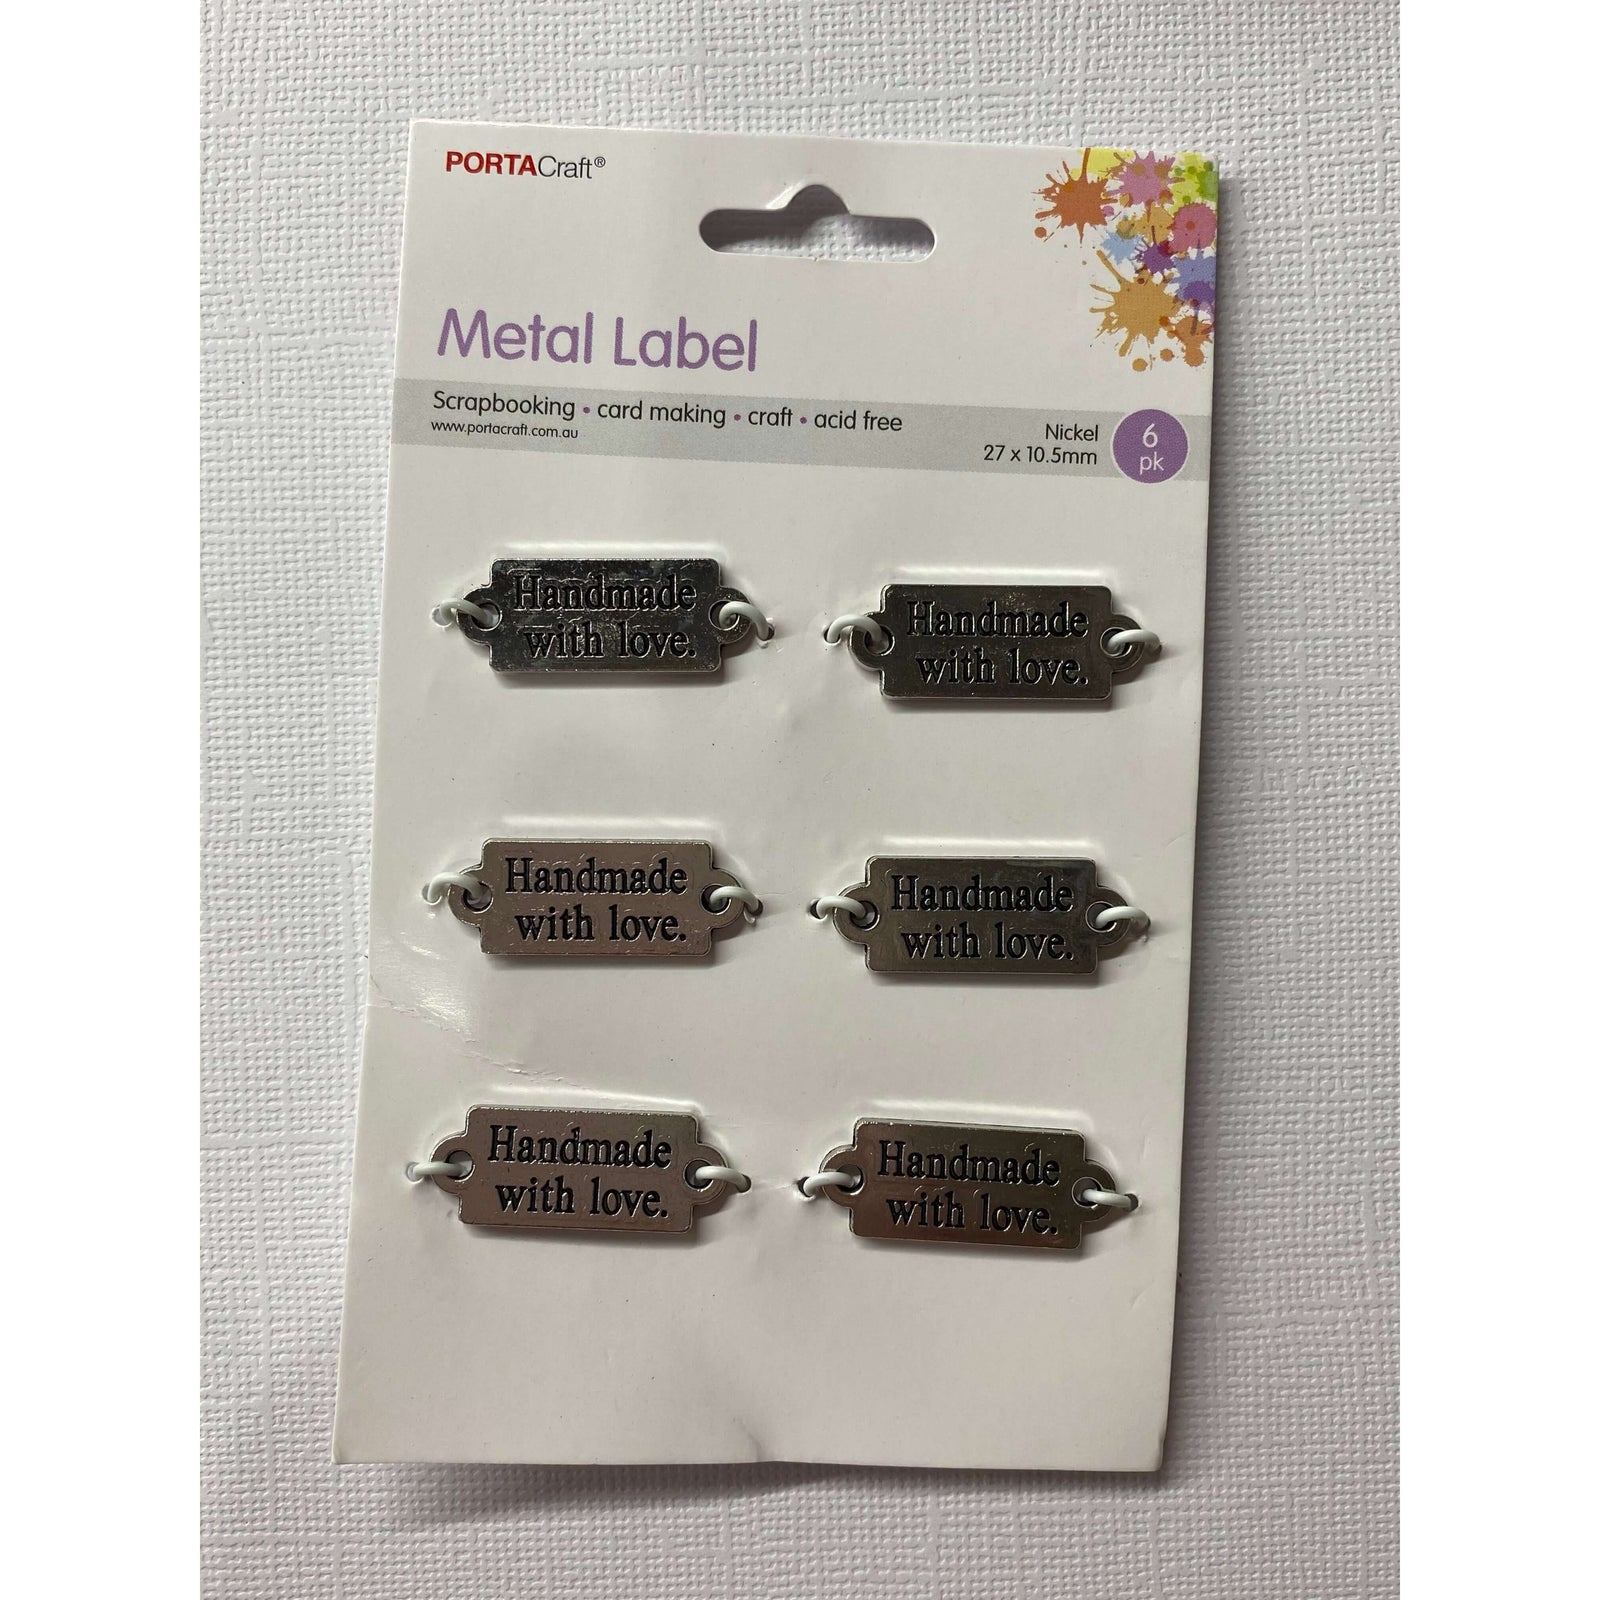 PORTACraft®
Metal Label
Scrapbooking • card making • craft • acid free
www.portacraft.com.au
Nickel
27 x 10.5mm
6
pk
Handmade
with love.
Handmade
with love.
Handmade
with love.
Handmade
with love.
Handmade
with love.
Handmade
with love.